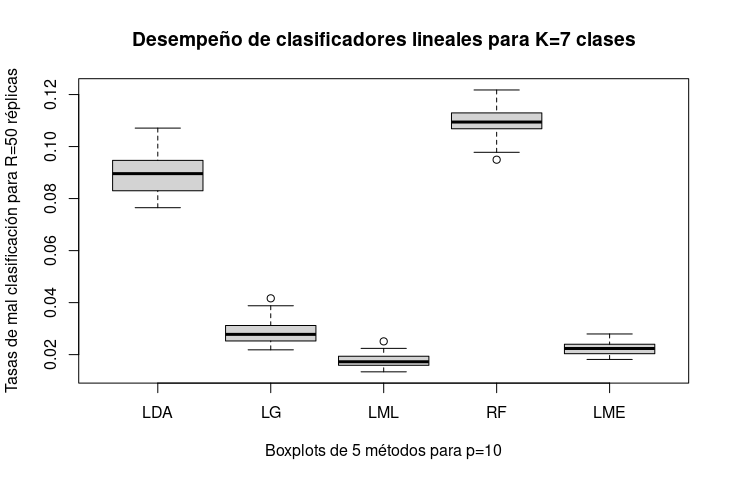 Desempeño de clasificadores lineales para K=7 clases
Tasas de mal clasificación para R=50 réplicas
0.12
0.10
0.08
0.06
0.04
0.02
LDA LG LML RF LME
Boxplots de 5 métodos para p=10